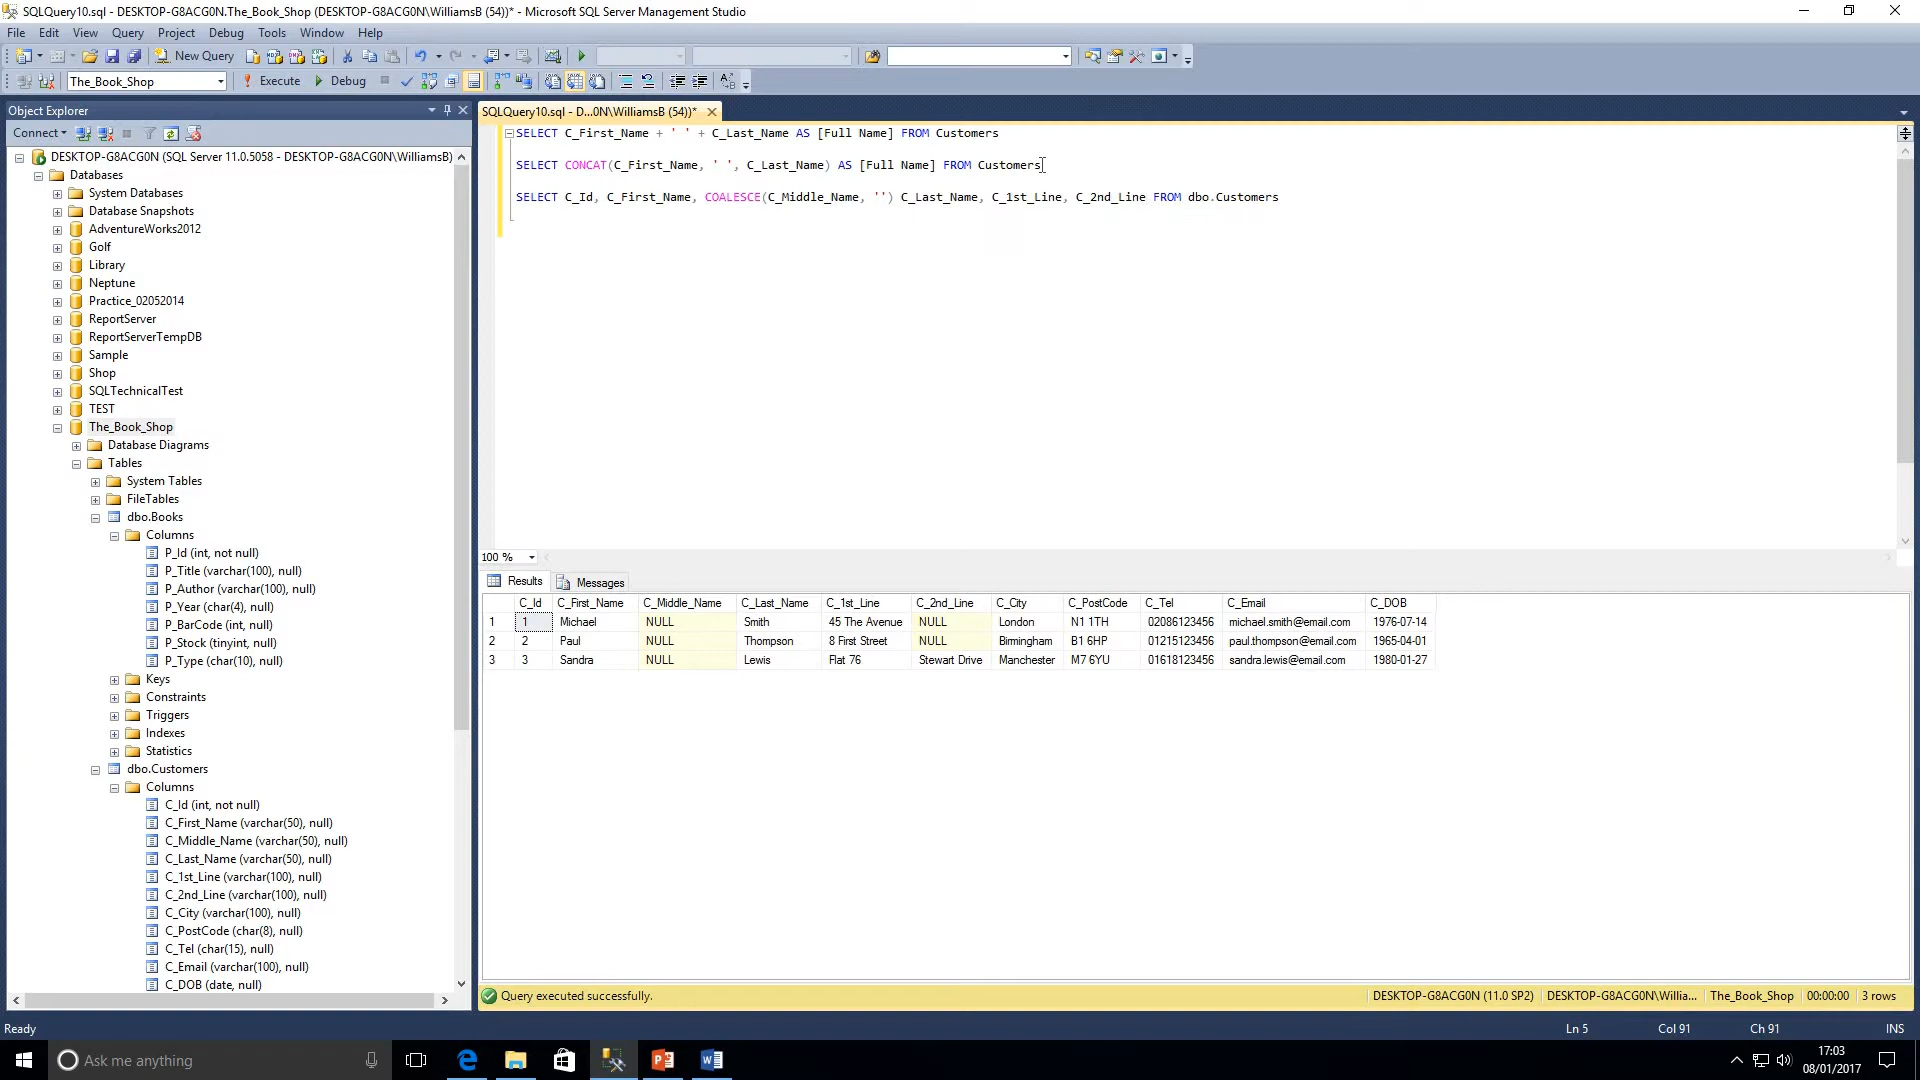 SQLQuery10.sql - DESKTOP-G8ACG0N.The_Book_Shop (DESKTOP-G8ACG0N\WilliamsB (54))* - Microsoft SQL Server Management Studio
File Edit View Query Project Debug Tools Window Help
New Query
The_Book_Shop Execute Debug
Object Explorer
Connect
DESKTOP-G8ACG0N (SQL Server 11.0.5058 - DESKTOP-G8ACG0N\WilliamsB)
Databases
System Databases
Database Snapshots
AdventureWorks2012
Golf
Library
Neptune
Practice_02052014
ReportServer
ReportServerTempDB
Sample
Shop
SQLTechnicalTest
TEST
The_Book_Shop
Database Diagrams
Tables
System Tables
FileTables
dbo.Books
Columns
P_Id (int, not null)
P_Title (varchar(100), null)
P_Author (varchar(100), null)
P_Year (char(4), null)
P_BarCode (int, null)
P_Stock (tinyint, null)
P_Type (char(10), null)
Keys
Constraints
Triggers
Indexes
Statistics
dbo.Customers
Columns
C_Id (int, not null)
C_First_Name (varchar(50), null)
C_Middle_Name (varchar(50), null)
C_Last_Name (varchar(50), null)
C_1st_Line (varchar(100), null)
C_2nd_Line (varchar(100), null)
C_City (varchar(100), null)
C_PostCode (char(8), null)
C_Tel (char(15), null)
C_Email (varchar(100), null)
C_DOB (date, null)
SQLQuery10.sql - D...0N\WilliamsB (54))*
SELECT C_First_Name + ' ' + C_Last_Name AS [Full Name] FROM Customers
SELECT CONCAT(C_First_Name, ' ', C_Last_Name) AS [Full Name] FROM Customers
SELECT C_Id, C_First_Name, COALESCE(C_Middle_Name, '') C_Last_Name, C_1st_Line, C_2nd_Line FROM dbo.Customers
100 %
Results Messages
C_Id C_First_Name C_Middle_Name C_Last_Name C_1st_Line C_2nd_Line C_City C_PostCode C_Tel C_Email C_DOB
1 1 Michael NULL Smith 45 The Avenue NULL London N1 1TH 02086123456 michael.smith@email.com 1976-07-14
2 2 Paul NULL Thompson 8 First Street NULL Birmingham B1 6HP 01215123456 paul.thompson@email.com 1965-04-01
3 3 Sandra NULL Lewis Flat 76 Stewart Drive Manchester M7 6YU 01618123456 sandra.lewis@email.com 1980-01-27
Query executed successfully. DESKTOP-G8ACG0N (11.0 SP2) DESKTOP-G8ACG0N\Willia... The_Book_Shop 00:00:00 3 rows
Ready Ln 5 Col 91 Ch 91 INS
Ask me anything
17:03
08/01/2017